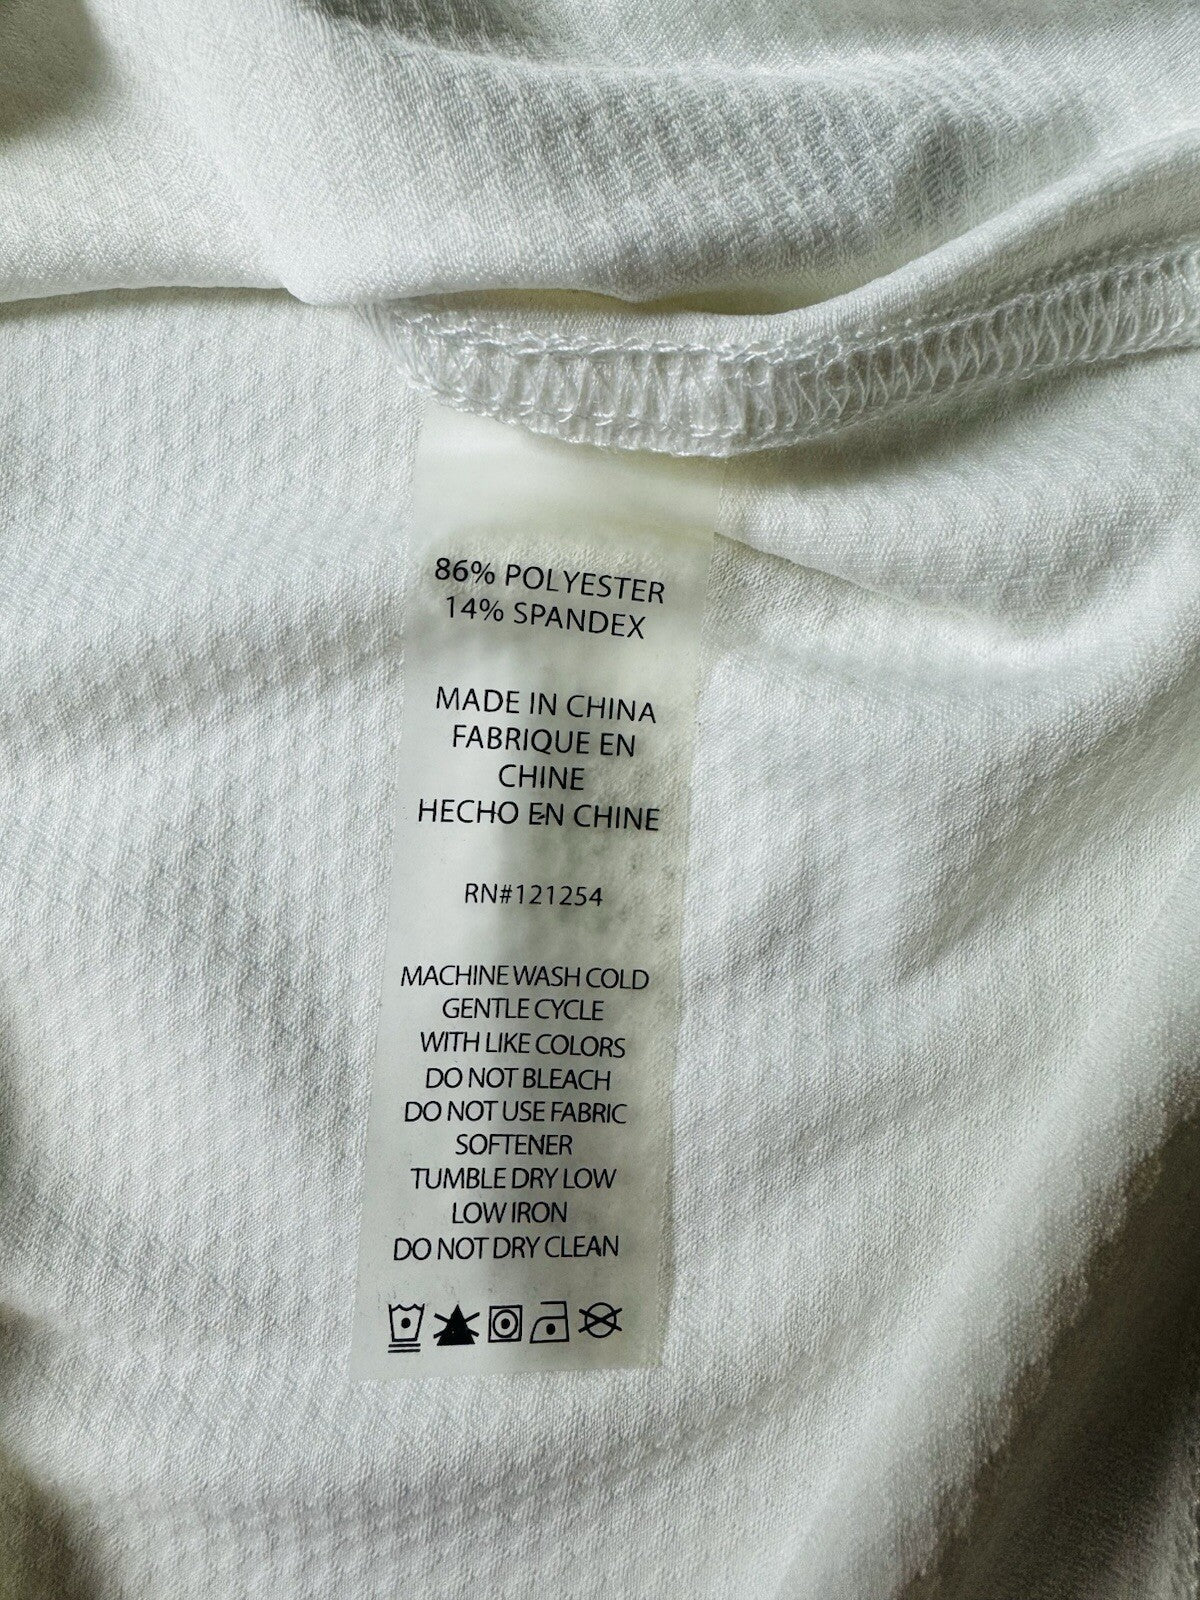 86% POLYESTER
14% SPANDEX
MADE IN CHINA
FABRIQUE EN
CHINE
HECHO EN CHINE
RN#121254
MACHINE WASH COLD
GENTLE CYCLE
WITH LIKE COLORS
DO NOT BLEACH
DO NOT USE FABRIC
SOFTENER
TUMBLE DRY LOW
LOW IRON
DO NOT DRY CLEAN